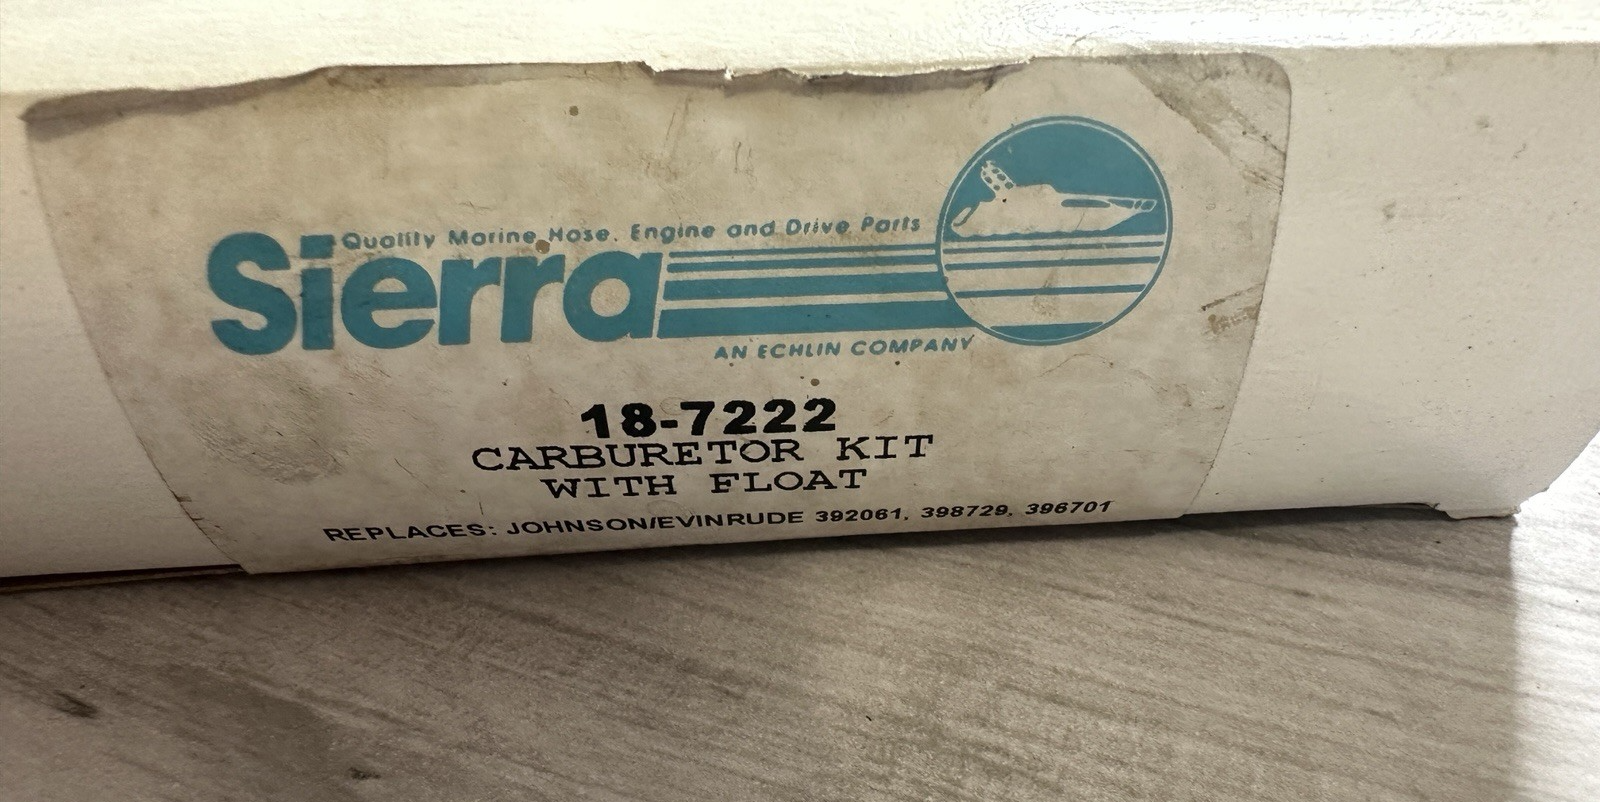 Quality Marine Hose, Engine and Drive Parts
Sierra
AN ECHLIN COMPANY
18-7222
CARBURETOR KIT
WITH FLOAT
REPLACES: JOHNSON/EVINRUDE 392061, 398729, 396701